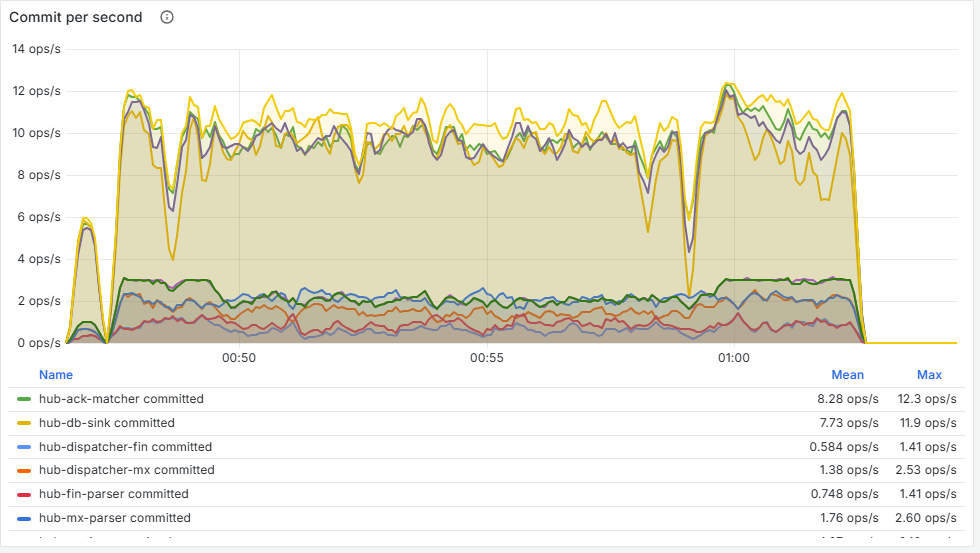 Commit per second
14 ops/s
12 ops/s
10 ops/s
8 ops/s
6 ops/s
4 ops/s
2 ops/s
0 ops/s
00:50 00:55 01:00
Name Mean Max
hub-ack-matcher committed 8.28 ops/s 12.3 ops/s
hub-db-sink committed 7.73 ops/s 11.9 ops/s
hub-dispatcher-fin committed 0.584 ops/s 1.41 ops/s
hub-dispatcher-mx committed 1.38 ops/s 2.53 ops/s
hub-fin-parser committed 0.748 ops/s 1.41 ops/s
hub-mx-parser committed 1.76 ops/s 2.60 ops/s